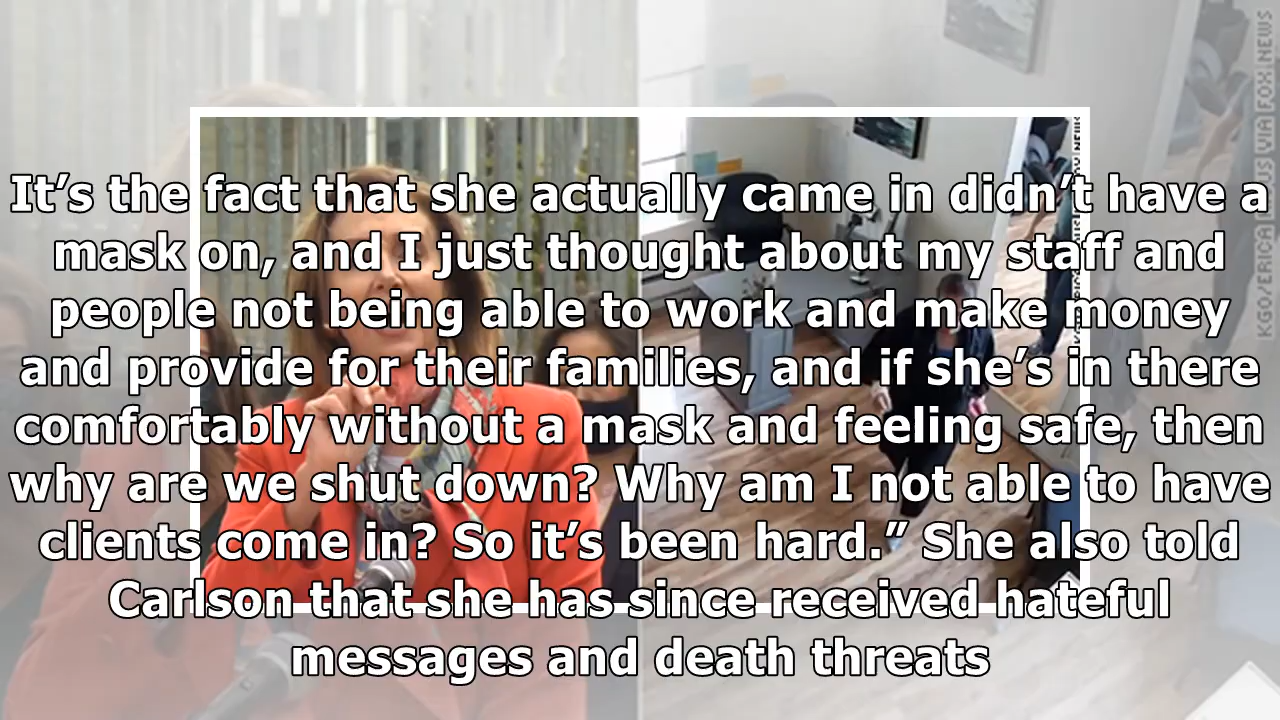 It’s the fact that she actually came in didn’t have a
mask on, and I just thought about my staff and
people not being able to work and make money
and provide for their families, and if she’s in there
comfortably without a mask and feeling safe, then
why are we shut down? Why am I not able to have
clients come in? So it’s been hard.” She also told
Carlson that she has since received hateful
messages and death threats